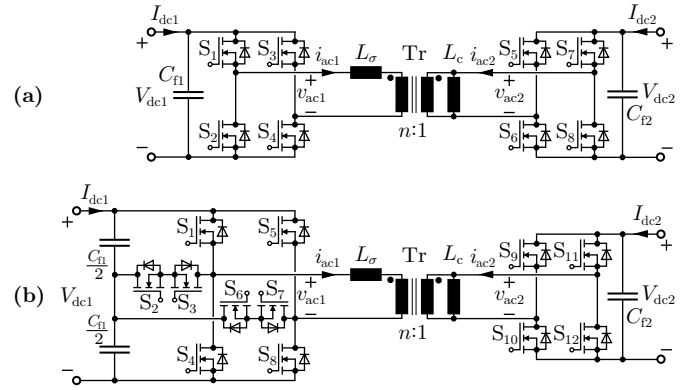 I_dc1 I_dc2
+ S_1 S_3 i_ac1 L_σ Tr L_c i_ac2 S_5 S_7 +
(a) C_f1 V_dc1 v_ac1 v_ac2 V_dc2 C_f2
+ − + −
S_2 S_4 n:1 S_6 S_8
− −
I_dc1 I_dc2
+ S_1 S_5 +
C_f1/2 i_ac1 L_σ Tr L_c i_ac2 S_9 S_11
(b) V_dc1 S_2 S_3 S_6 S_7 v_ac1 v_ac2 V_dc2 C_f2
+ − + −
C_f1/2 S_4 S_8 n:1 S_10 S_12
− −